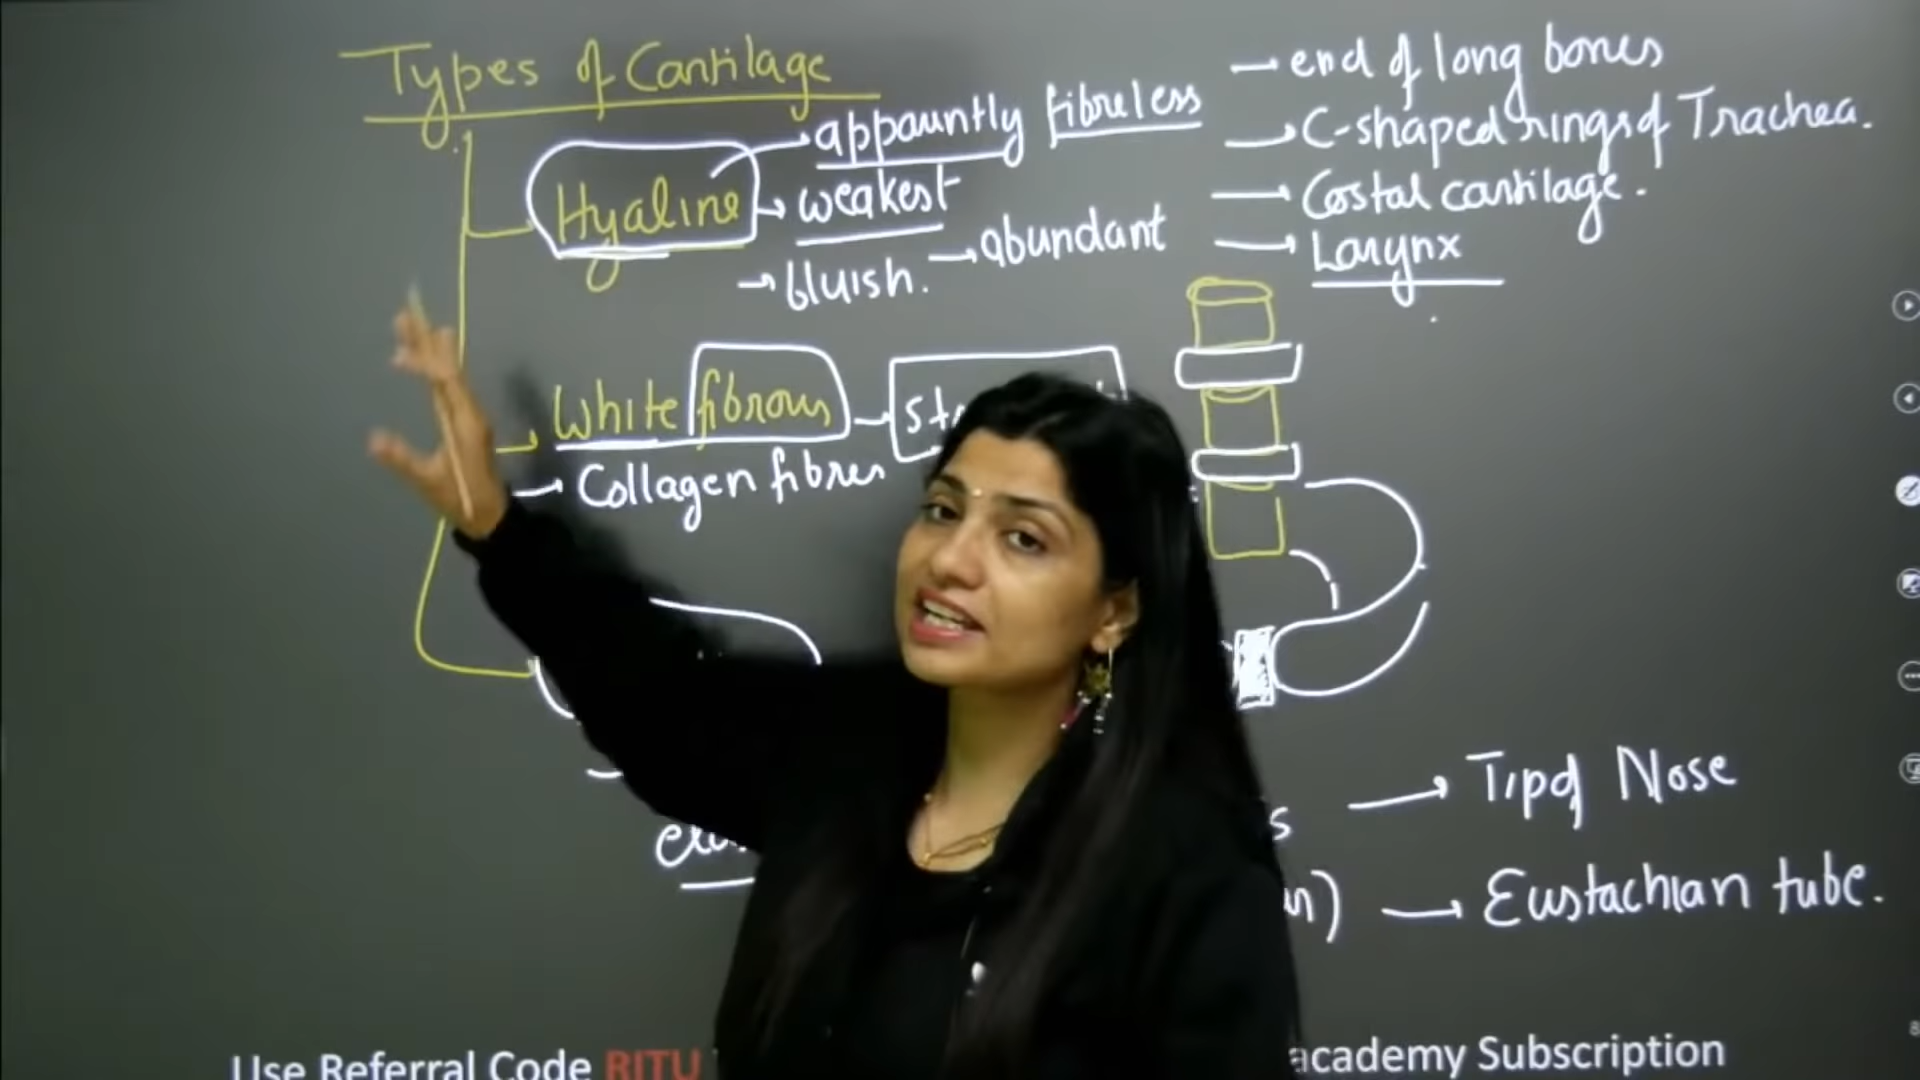 Types of Cartilage
Hyaline
appauntly fibreless
weakest
bluish.
abundant
end of long bones
C-shaped rings of Trachea.
Costal cartilage.
Larynx
White fibrous
Collagen fibres
Tip of Nose
Eustachian tube.
Use Referral Code RITU
academy Subscription